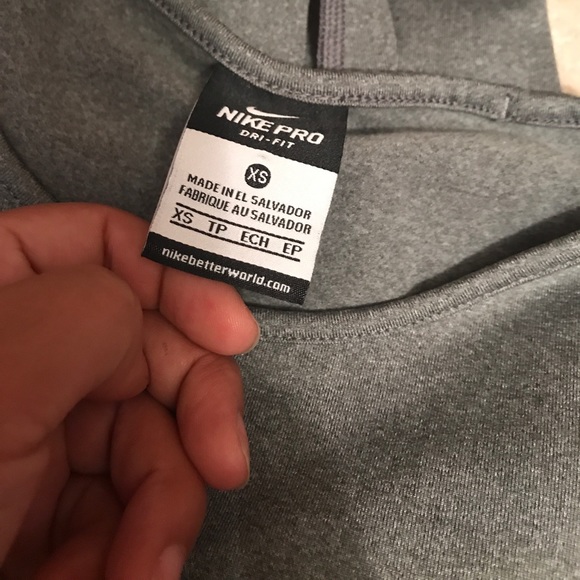 NIKE PRO
DRI-FIT
XS
MADE IN EL SALVADOR
FABRIQUE AU SALVADOR
XS TP ECH EP
nikebetterworld.com